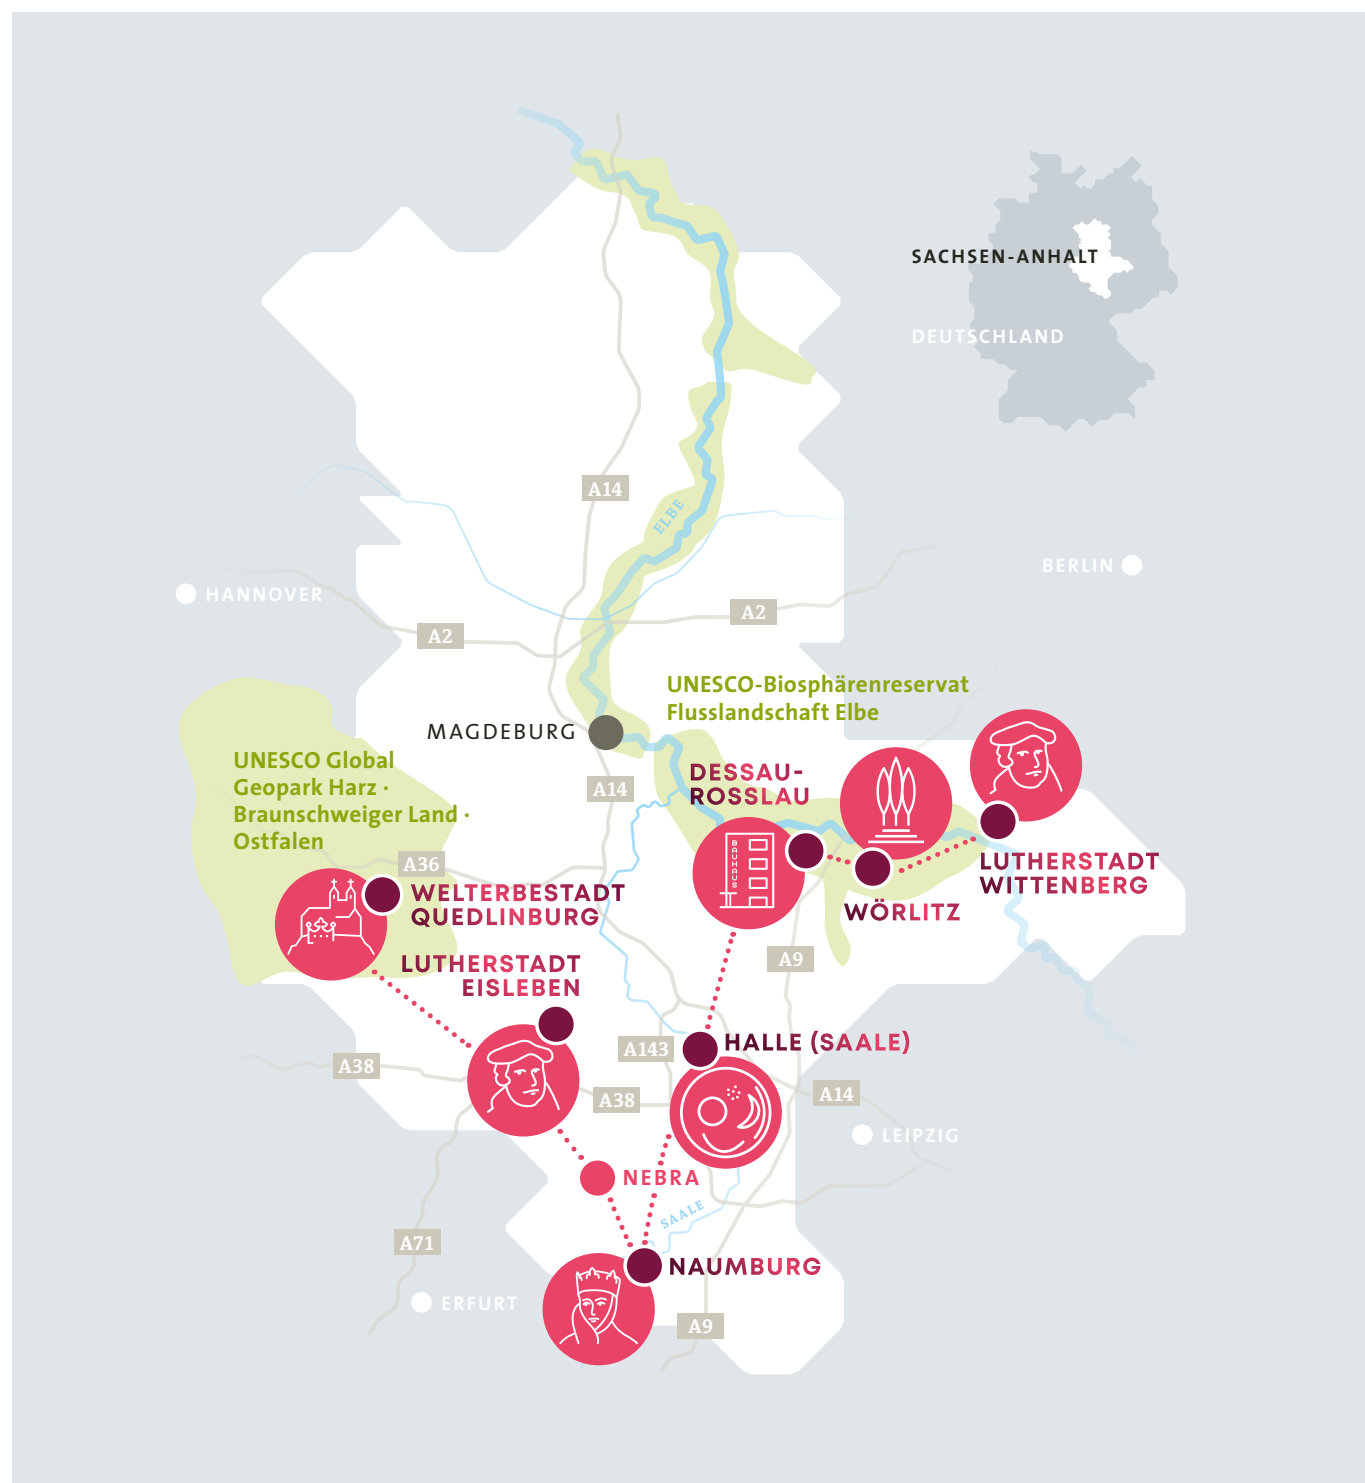 SACHSEN-ANHALT
DEUTSCHLAND
A14
ELBE
BERLIN
HANNOVER
A2
A2
UNESCO-Biosphärenreservat
Flusslandschaft Elbe
MAGDEBURG
UNESCO Global
Geopark Harz ·
Braunschweiger Land ·
Ostfalen
A14
DESSAU-
ROSSLAU
BAUHAUS
A36
LUTHERSTADT
WITTENBERG
WELTERBESTADT
QUEDLINBURG
WÖRLITZ
LUTHERSTADT
EISLEBEN
A9
A143
HALLE (SAALE)
A38
A38
A14
LEIPZIG
NEBRA
SAALE
A71
NAUMBURG
ERFURT
A9